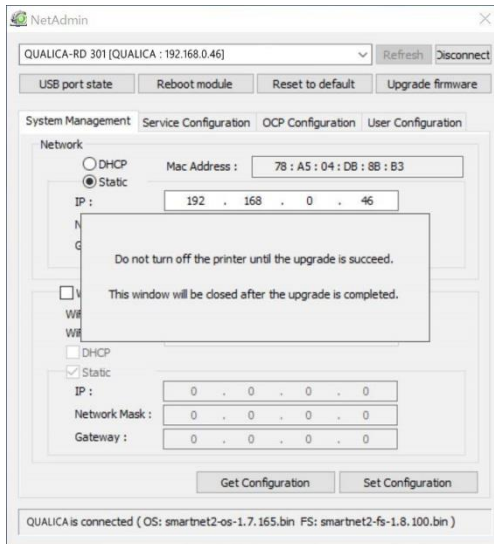 NetAdmin
QUALICA-RD 301 [QUALICA : 192.168.0.46] Refresh Disconnect
USB port state Reboot module Reset to default Upgrade firmware
System Management Service Configuration OCP Configuration User Configuration
Network
DHCP Mac Address : 78 : A5 : 04 : DB : 8B : B3
Static
IP : 192 . 168 . 0 . 46
Do not turn off the printer until the upgrade is succeed.
This window will be closed after the upgrade is completed.
DHCP
Static
IP : 0 . 0 . 0 . 0
Network Mask : 0 . 0 . 0 . 0
Gateway : 0 . 0 . 0 . 0
Get Configuration Set Configuration
QUALICA is connected ( OS: smartnet2-os-1.7.165.bin FS: smartnet2-fs-1.8.100.bin )